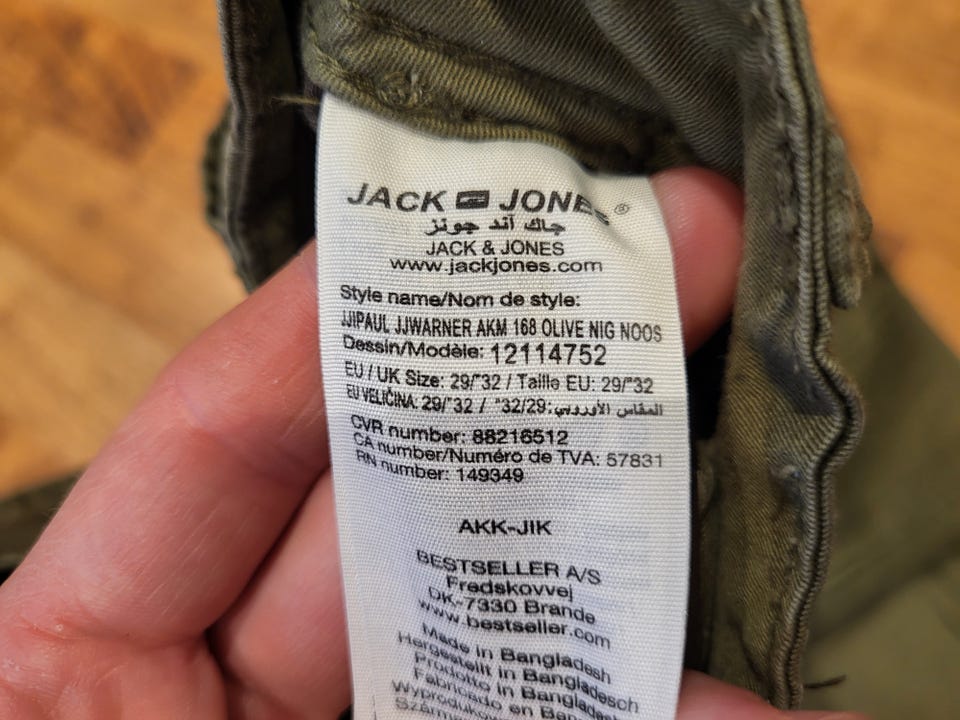 JACK JONES®
جاك آند جونز
JACK & JONES
www.jackjones.com
Style name/Nom de style:
JJIPAUL JJWARNER AKM 168 OLIVE NIG NOOS
Dessin/Modèle: 12114752
EU / UK Size: 29/"32 / Taille EU: 29/"32
EU VELIČINA: 29/"32 / "32/29:المقاس الأوروبي
CVR number: 88216512
CA number/Numéro de TVA: 57831
RN number: 149349
AKK-JIK
BESTSELLER A/S
Fredskovvej
DK-7330 Brande
www.bestseller.com
Made in Bangladesh
Hergestellt in Bangladesch
Prodotto in Bangladesh
Fabricado en Bangladesh